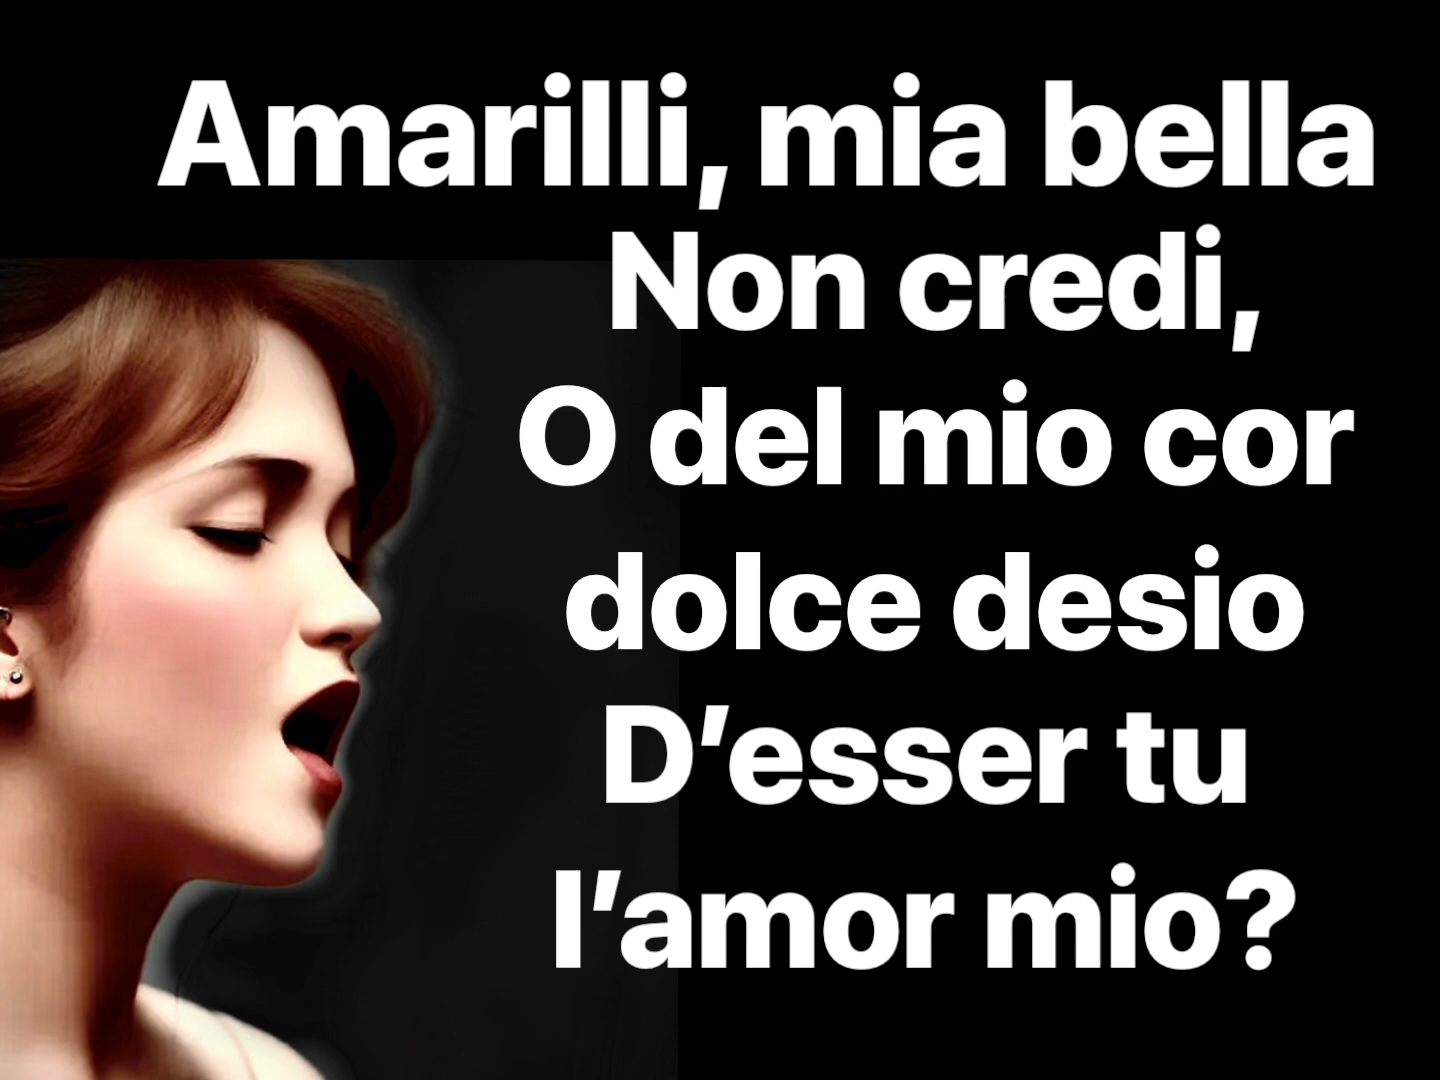 Amarilli, mia bella
Non credi,
O del mio cor
dolce desio
D’esser tu
l’amor mio?